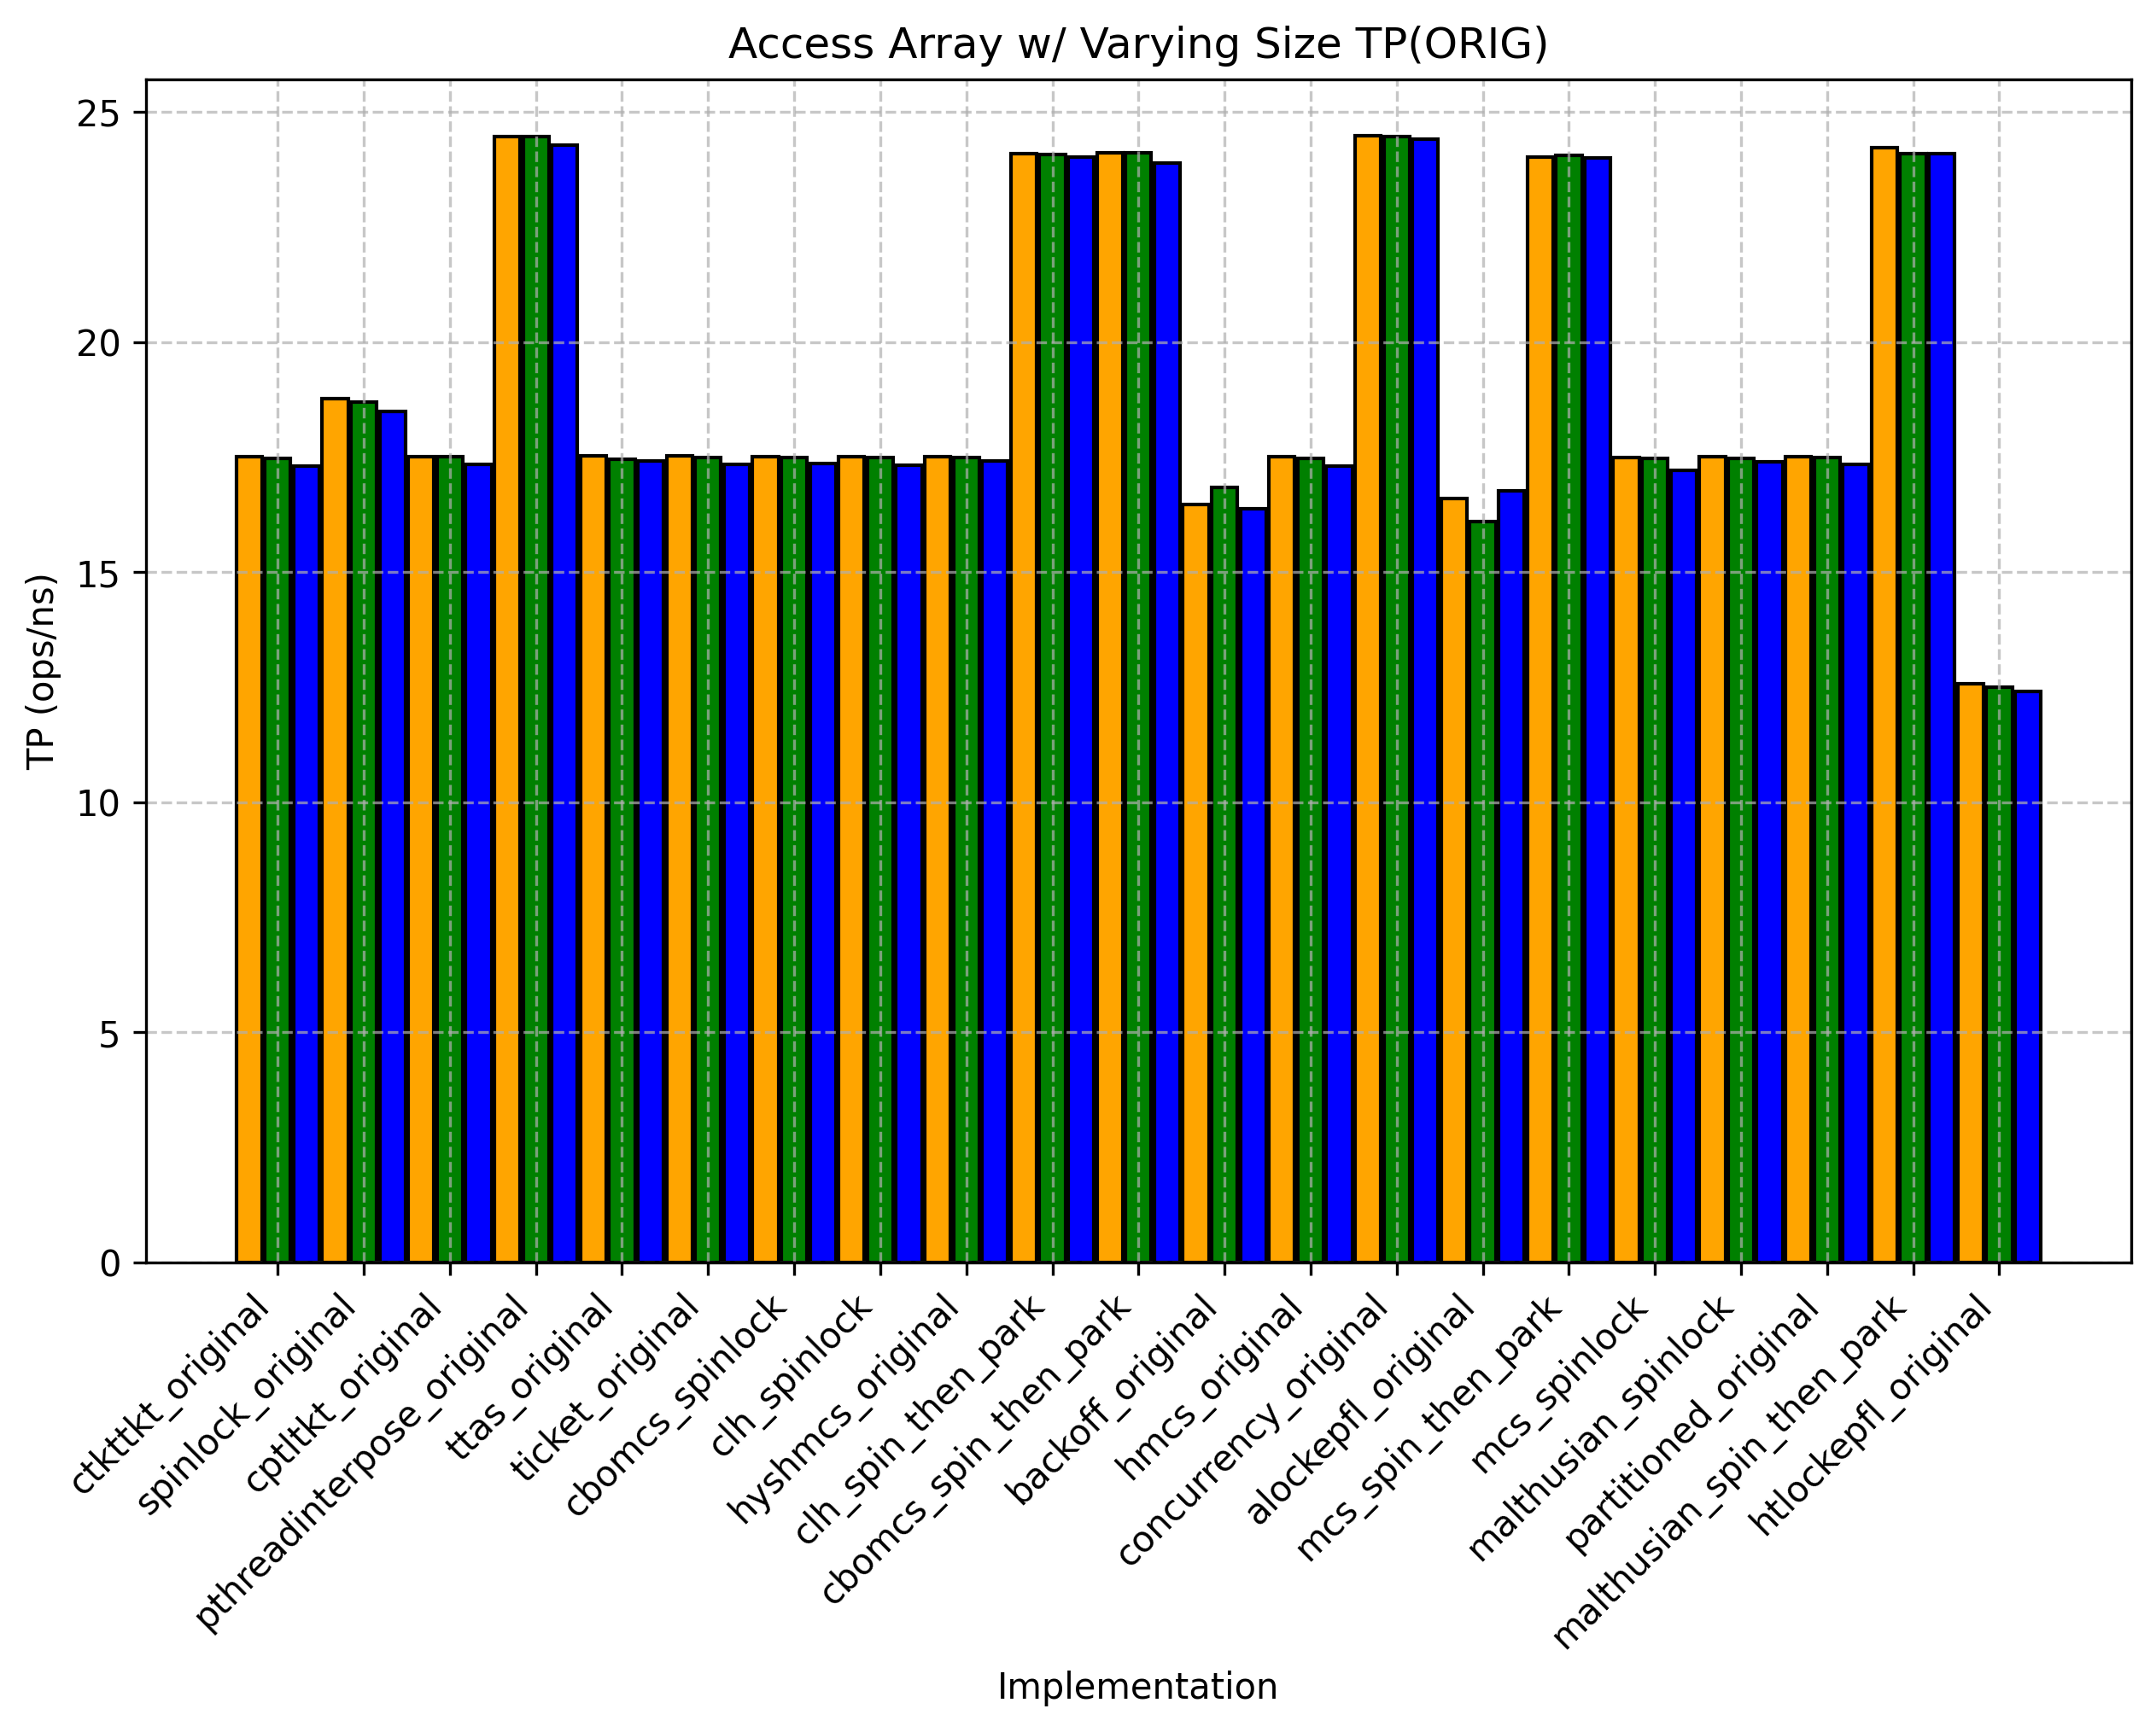 Access Array w/ Varying Size TP(ORIG)
TP (ops/ns)
25
20
15
10
5
0
ctkttkt_original
spinlock_original
cptltkt_original
pthreadinterpose_original
ttas_original
ticket_original
cbomcs_spinlock
clh_spinlock
hyshmcs_original
clh_spin_then_park
cbomcs_spin_then_park
backoff_original
hmcs_original
concurrency_original
alockepfl_original
mcs_spin_then_park
mcs_spinlock
malthusian_spinlock
partitioned_original
malthusian_spin_then_park
htlockepfl_original
Implementation